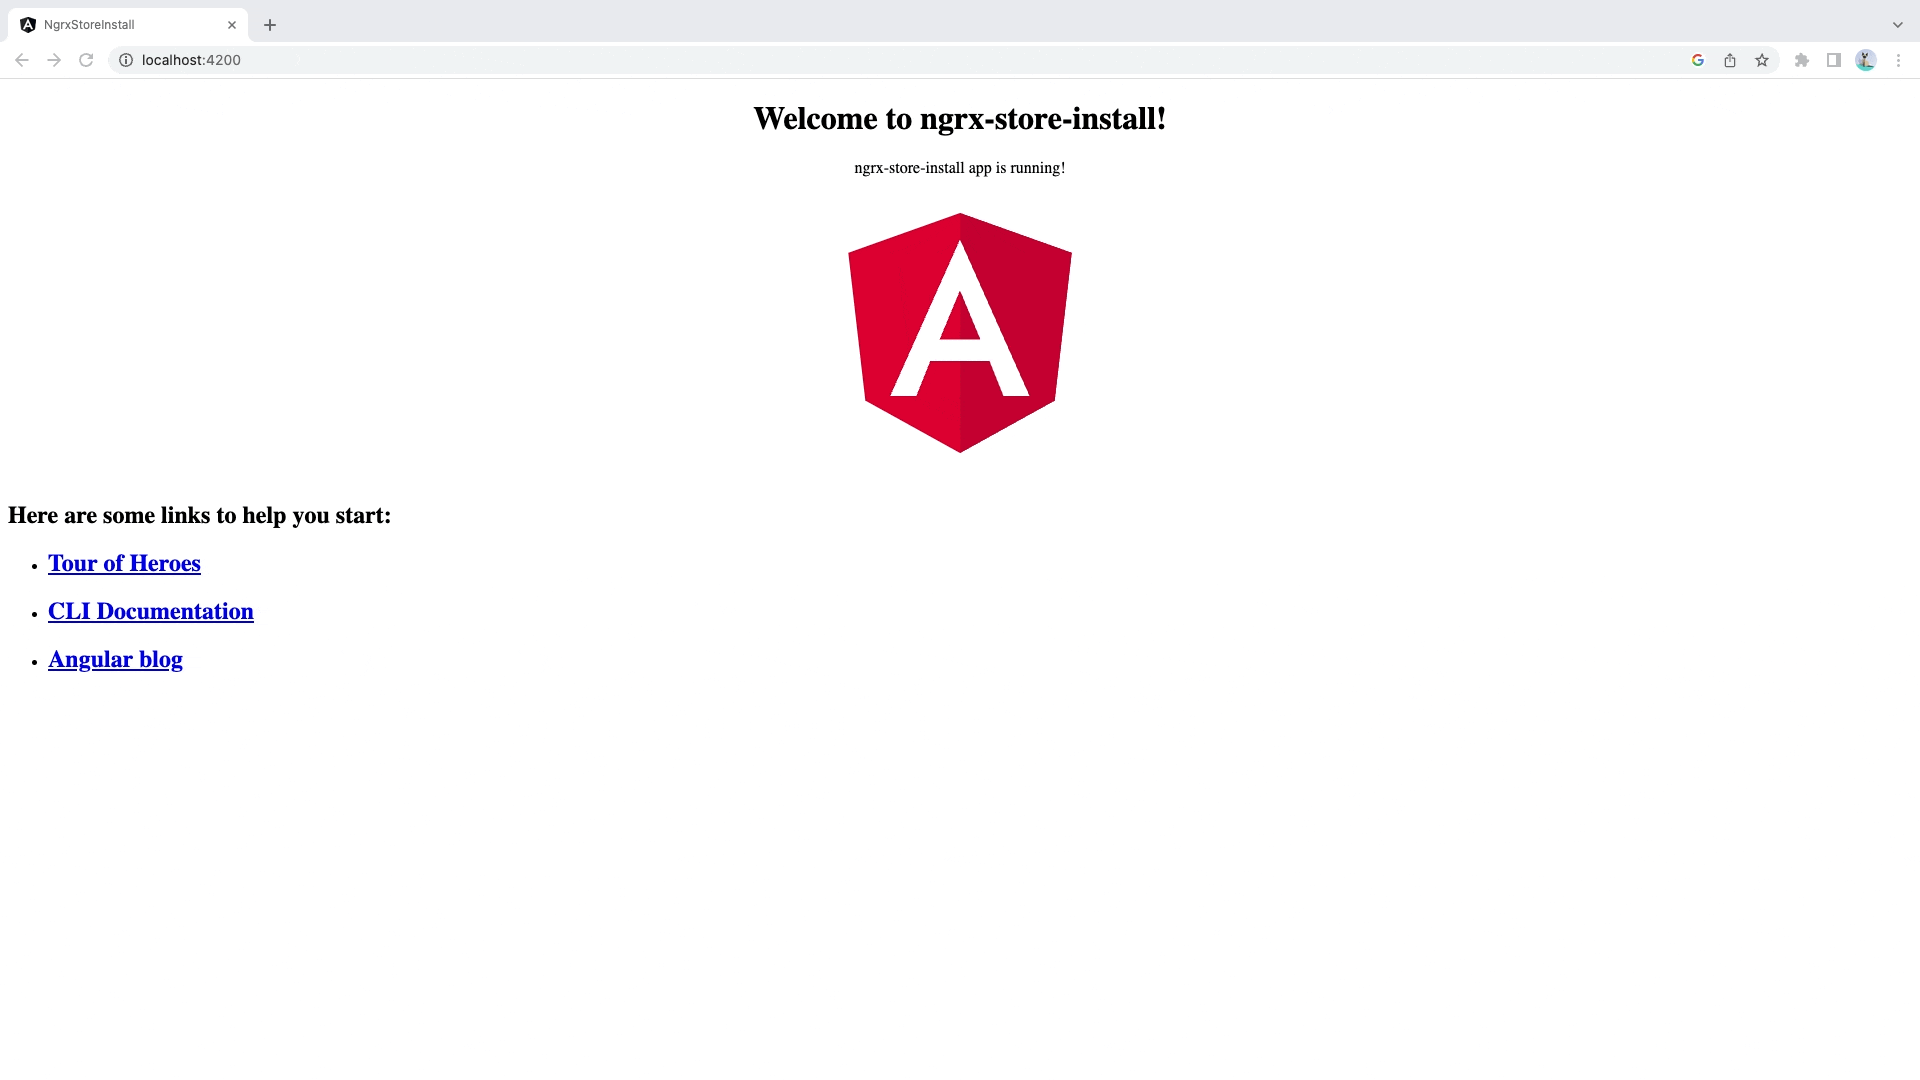 NgrxStoreInstall
localhost:4200
Welcome to ngrx-store-install!
ngrx-store-install app is running!
Here are some links to help you start:
Tour of Heroes
CLI Documentation
Angular blog